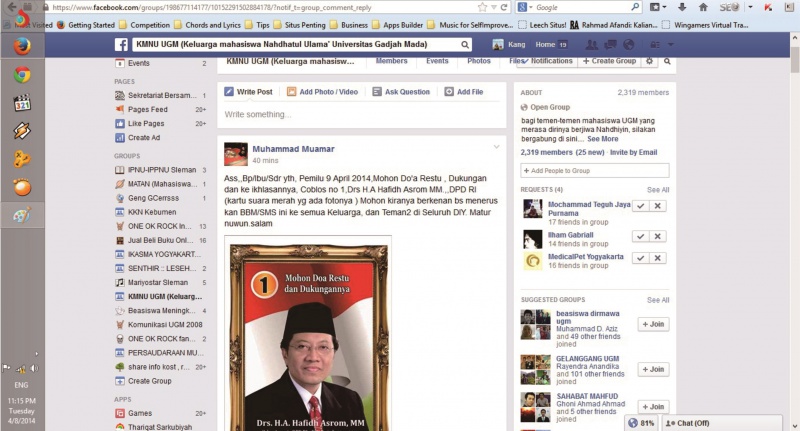 https://www.facebook.com/groups/198677114177/10152291502884178/?notif_t=group_comment_reply
Google
Getting Started
Competition
Chords and Lyrics
Tips
Situs Penting
Business
Apps Builder
Music for SelfImprove...
Leech Situs!
Rahmad Afandi Kalian...
Wingamers Virtual Tra...
KMNU UGM (Keluarga mahasiswa Nahdhatul Ulama' Universitas Gadjah Mada)
Kang
Home 19
KMNU UGM (Keluarga mahasisw...
Members
Events
Photos
Files
Notifications
+ Create Group
Events 2
PAGES
Sekretariat Bersam...
Pages Feed 20+
Like Pages 20+
Create Ad
GROUPS
IPNU-IPPNU Sleman 3
MATAN (Mahasiswa...
Geng GCerrsss 1
KKN Kebumen
ONE OK ROCK In... 20+
Jual Beli Buku Onl... 16
IKASMA YOGYAKART...
SENTHIR :: LESEH...
Mariyostar Sleman 5
KMNU UGM (Keluarg...
Beasiswa Meningk...
Komunikasi UGM 2008
ONE OK ROCK fan...
PERSAUDARAAN MU...
share info kost , r... 20+
Create Group
APPS
Games 20+
Thariqat Sarkubiyah
Write Post
Add Photo / Video
Ask Question
Add File
Write something...
Muhammad Muamar
40 mins
Ass,,Bp/Ibu/Sdr yth, Pemilu 9 April 2014,Mohon Do'a Restu , Dukungan
dan ke ikhlasannya, Coblos no 1,Drs H.A Hafidh Asrom MM.,,DPD RI
(kartu suara merah yg ada fotonya ) Mohon kiranya berkenan bs menerus
kan BBM/SMS ini ke semua Keluarga, dan Teman2 di Seluruh DIY. Matur
nuwun.salam
1
Mohon Doa Restu
dan Dukungannya
Drs. H.A. Hafidh Asrom, MM
ABOUT
2,319 members
Open Group
bagi temen-temen mahasiswa UGM yang
merasa dirinya berjiwa Nahdhiyin, silakan
bergabung di sini... See More
2,319 members (25 new) · Invite by Email
+ Add People to Group
REQUESTS (4)
See All
Mochammad Teguh Jaya
Purnama
17 friends in group
Ilham Gabriall
14 friends in group
MedicalPet Yogyakarta
16 friends in group
SUGGESTED GROUPS
See All
beasiswa dirmawa
ugm
Muhammad D. Aziz
and 49 other friends
joined
+ Join
GELANGGANG UGM
Rayendra Anandika
and 101 other friends
joined
+ Join
SAHABAT MAHFUD
Ghoni Ahmad Ahmad
and 5 other friends
joined
+ Join
81%
Chat (Off)
321
ENG
11:15 PM
Tuesday
4/8/2014